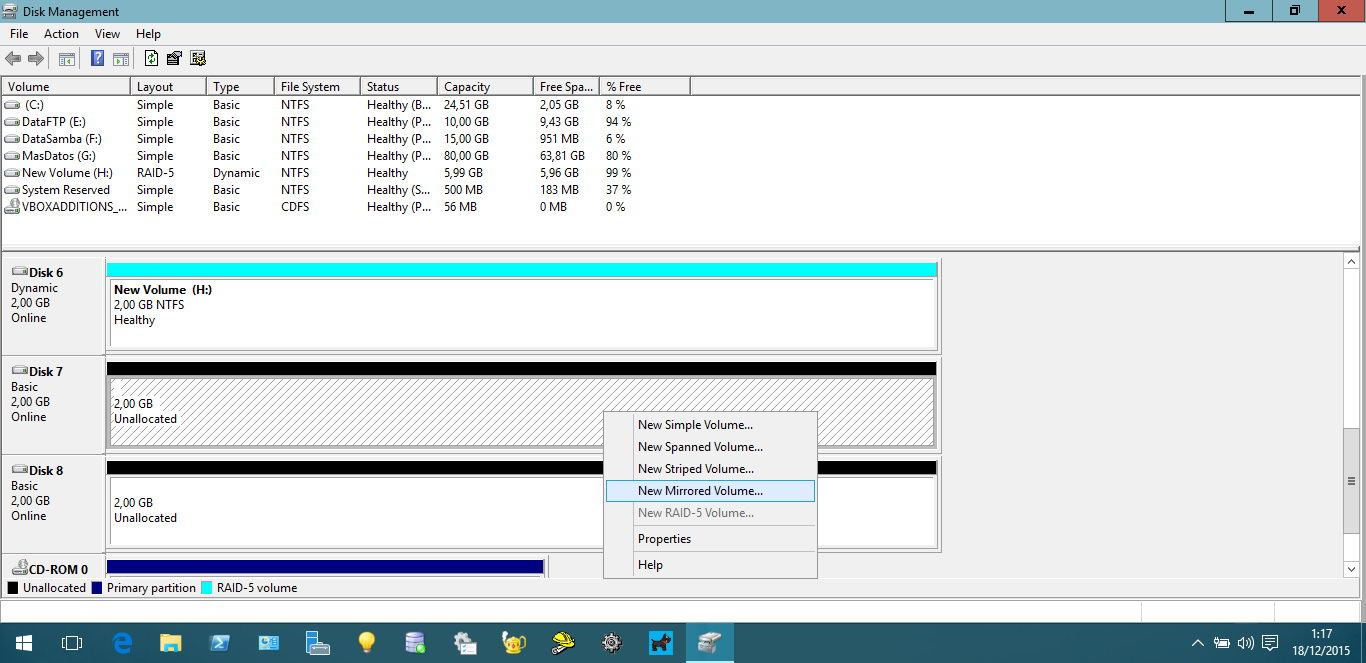 Disk Management
File Action View Help
Volume Layout Type File System Status Capacity Free Spa... % Free
(C:) Simple Basic NTFS Healthy (B... 24,51 GB 2,05 GB 8 %
DataFTP (E:) Simple Basic NTFS Healthy (P... 10,00 GB 9,43 GB 94 %
DataSamba (F:) Simple Basic NTFS Healthy (P... 15,00 GB 951 MB 6 %
MasDatos (G:) Simple Basic NTFS Healthy (P... 80,00 GB 63,81 GB 80 %
New Volume (H:) RAID-5 Dynamic NTFS Healthy 5,99 GB 5,96 GB 99 %
System Reserved Simple Basic NTFS Healthy (S... 500 MB 183 MB 37 %
VBOXADDITIONS_... Simple Basic CDFS Healthy (P... 56 MB 0 MB 0 %
Disk 6
Dynamic
2,00 GB
Online
New Volume (H:)
2,00 GB NTFS
Healthy
Disk 7
Basic
2,00 GB
Online
2,00 GB
Unallocated
Disk 8
Basic
2,00 GB
Online
2,00 GB
Unallocated
New Simple Volume...
New Spanned Volume...
New Striped Volume...
New Mirrored Volume...
New RAID-5 Volume...
Properties
Help
CD-ROM 0
Unallocated Primary partition RAID-5 volume
1:17
18/12/2015